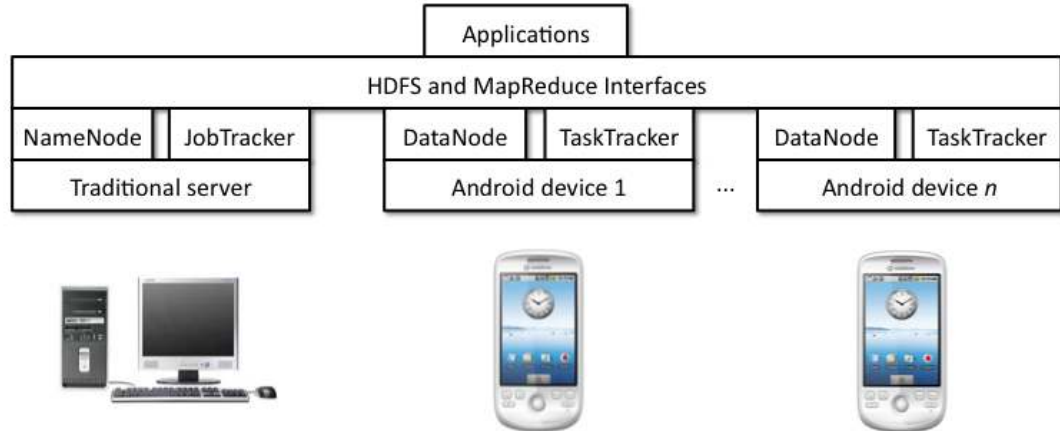 Applications
HDFS and MapReduce Interfaces
NameNode JobTracker DataNode TaskTracker DataNode TaskTracker
Traditional server Android device 1 ... Android device n